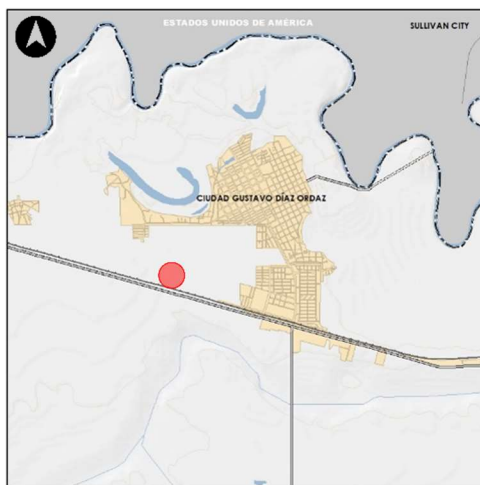 ESTADOS UNIDOS DE AMÉRICA
SULLIVAN CITY
CIUDAD GUSTAVO DÍAZ ORDAZ